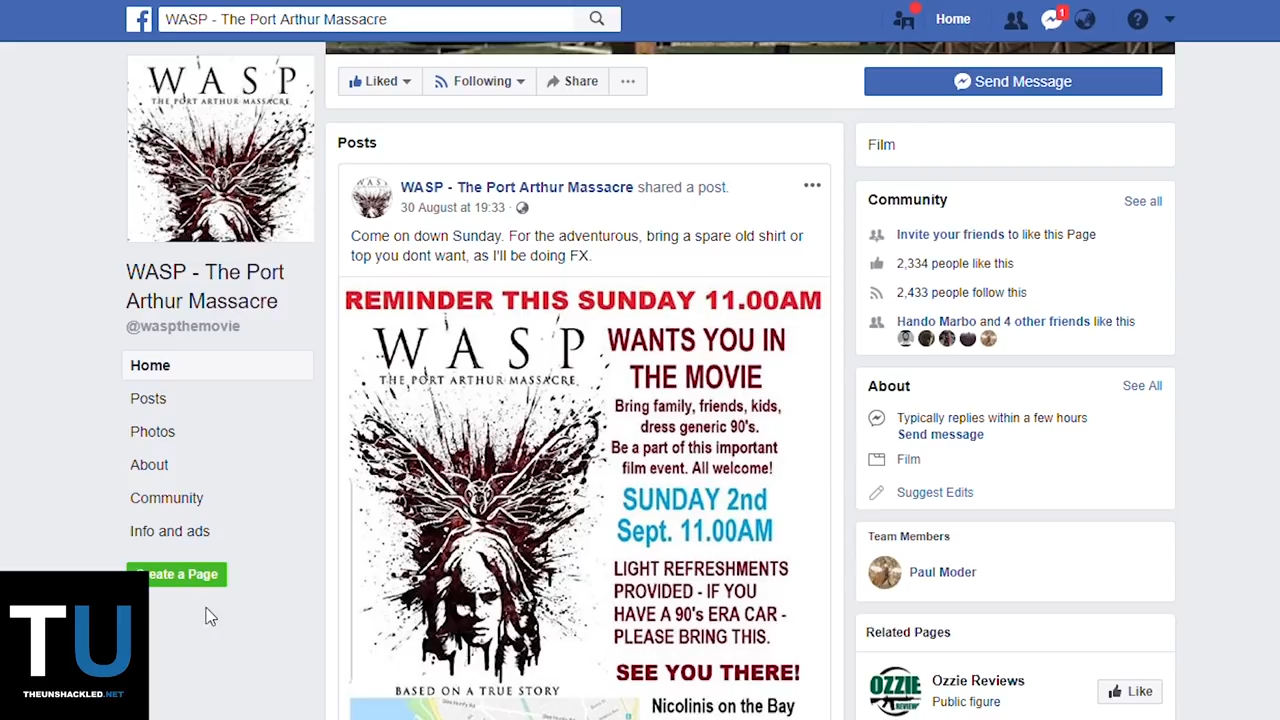 WASP - The Port Arthur Massacre
Home
1
WASP
THE PORT ARTHUR MASSACRE
Liked
Following
Share
Send Message
WASP - The Port
Arthur Massacre
@waspthemovie
Home
Posts
Photos
About
Community
Info and ads
Create a Page
Posts
WASP - The Port Arthur Massacre shared a post.
30 August at 19:33 ·
Come on down Sunday. For the adventurous, bring a spare old shirt or
top you dont want, as I'll be doing FX.
REMINDER THIS SUNDAY 11.00AM
WASP
THE PORT ARTHUR MASSACRE
BASED ON A TRUE STORY
WANTS YOU IN
THE MOVIE
Bring family, friends, kids,
dress generic 90's.
Be a part of this important
film event. All welcome!
SUNDAY 2nd
Sept. 11.00AM
LIGHT REFRESHMENTS
PROVIDED - IF YOU
HAVE A 90's ERA CAR -
PLEASE BRING THIS.
SEE YOU THERE!
Nicolinis on the Bay
Film
Community
See all
Invite your friends to like this Page
2,334 people like this
2,433 people follow this
Hando Marbo and 4 other friends like this
About
See All
Typically replies within a few hours
Send message
Film
Suggest Edits
Team Members
Paul Moder
Related Pages
OZZIE
REVIEWS
Ozzie Reviews
Public figure
Like
TU
THEUNSHACKLED.NET